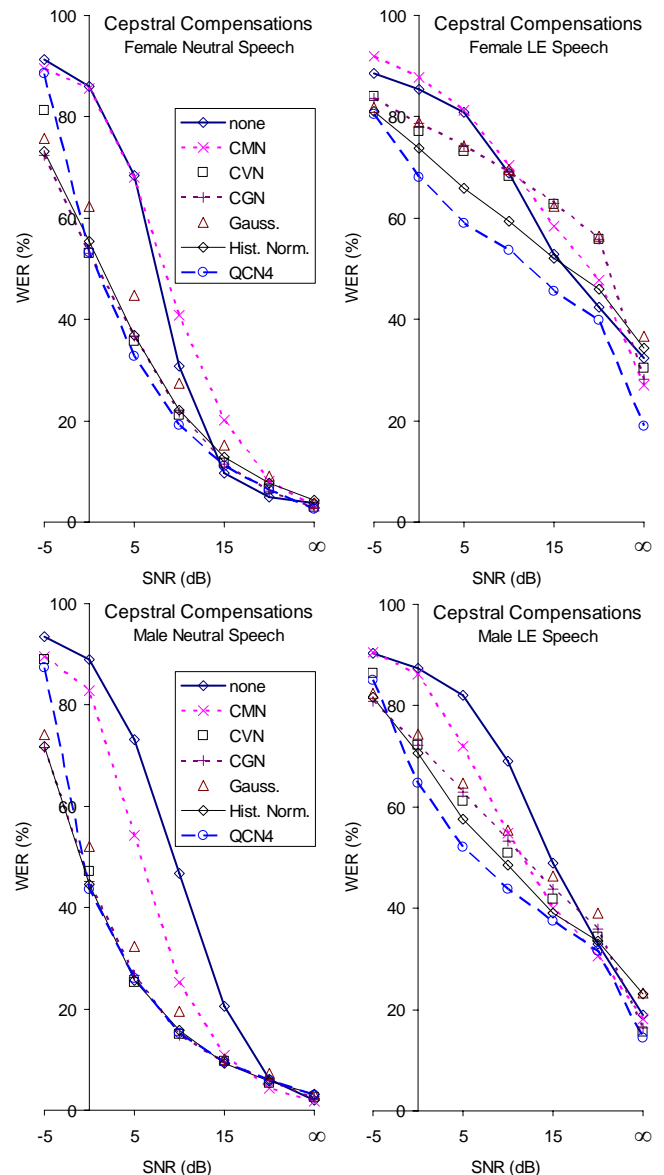 Cepstral Compensations
Female Neutral Speech
100
80
60
40
20
0
WER (%)
none
CMN
CVN
CGN
Gauss.
Hist. Norm.
QCN4
-5
5
15
∞
SNR (dB)
Cepstral Compensations
Female LE Speech
100
80
60
40
20
0
WER (%)
-5
5
15
∞
SNR (dB)
Cepstral Compensations
Male Neutral Speech
100
80
60
40
20
0
WER (%)
none
CMN
CVN
CGN
Gauss.
Hist. Norm.
QCN4
-5
5
15
∞
SNR (dB)
Cepstral Compensations
Male LE Speech
100
80
60
40
20
0
WER (%)
-5
5
15
∞
SNR (dB)